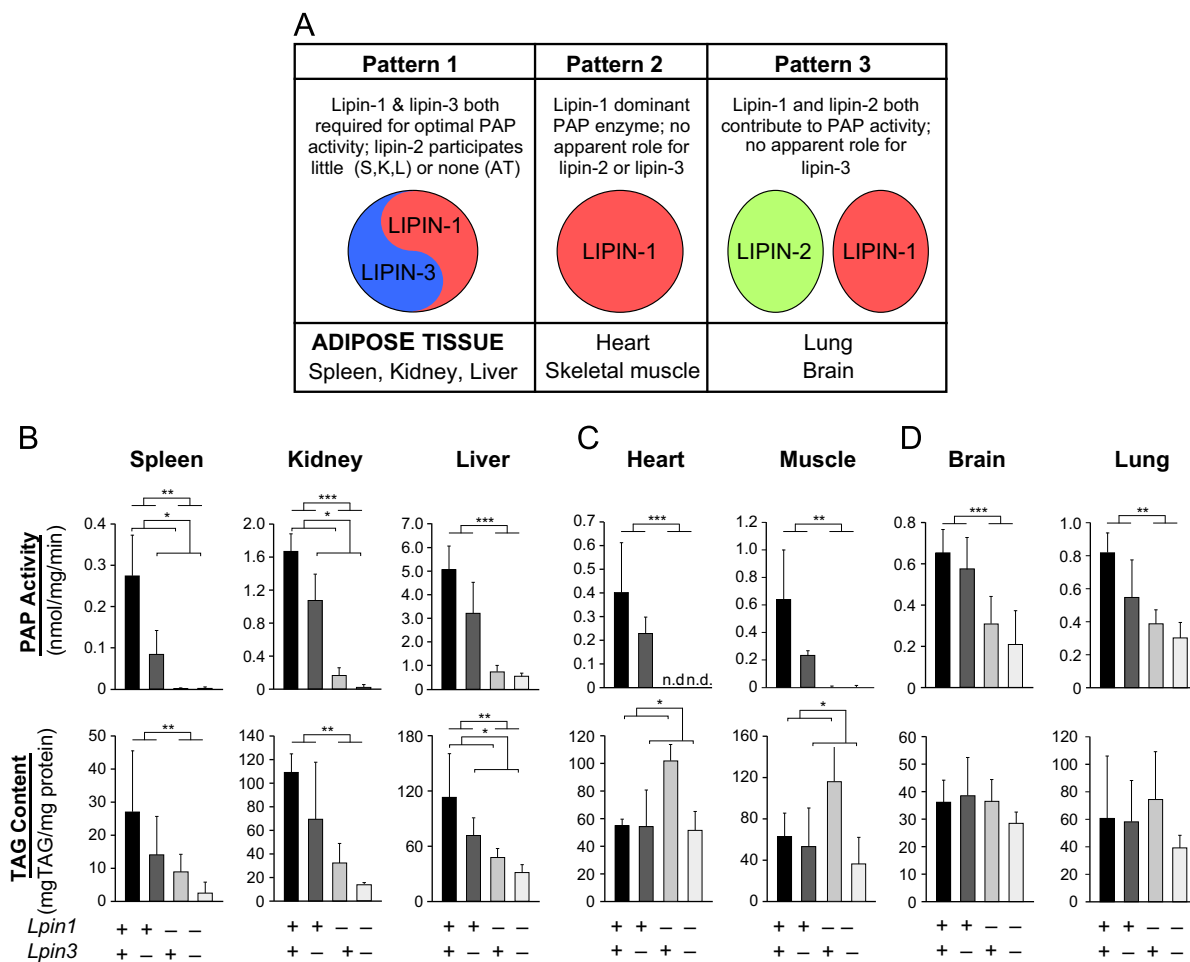 A
Pattern 1
Pattern 2
Pattern 3
Lipin-1 & lipin-3 both
required for optimal PAP
activity; lipin-2 participates
little (S,K,L) or none (AT)
Lipin-1 dominant
PAP enzyme; no
apparent role for
lipin-2 or lipin-3
Lipin-1 and lipin-2 both
contribute to PAP activity;
no apparent role for
lipin-3
LIPIN-1
LIPIN-3
LIPIN-1
LIPIN-2
LIPIN-1
ADIPOSE TISSUE
Spleen, Kidney, Liver
Heart
Skeletal muscle
Lung
Brain
B
C
D
Spleen
Kidney
Liver
Heart
Muscle
Brain
Lung
PAP Activity
(nmol/mg/min)
** 
*
0.4
0.3
0.2
0.1
0
***
*
2.0
1.6
1.2
0.8
0.4
0
***
7.0
6.0
5.0
4.0
3.0
2.0
1.0
0
***
0.7
0.6
0.5
0.4
0.3
0.2
0.1
0
n.d n.d.
**
1.2
1.0
0.8
0.6
0.4
0.2
0
***
0.8
0.6
0.4
0.2
0
**
1.0
0.8
0.6
0.4
0.2
0
TAG Content
(mgTAG/mg protein)
**
50
40
30
20
10
0
**
140
120
100
80
60
40
20
0
**
*
180
120
60
0
*
120
100
80
60
40
20
0
*
200
160
120
80
40
0
60
50
40
30
20
10
0
120
100
80
60
40
20
0
Lpin1 + + – – + + – – + + – – + + – – + + – – + + – – + + – –
Lpin3 + – + – + – + – + – + – + – + – + – + – + – + – + – + –